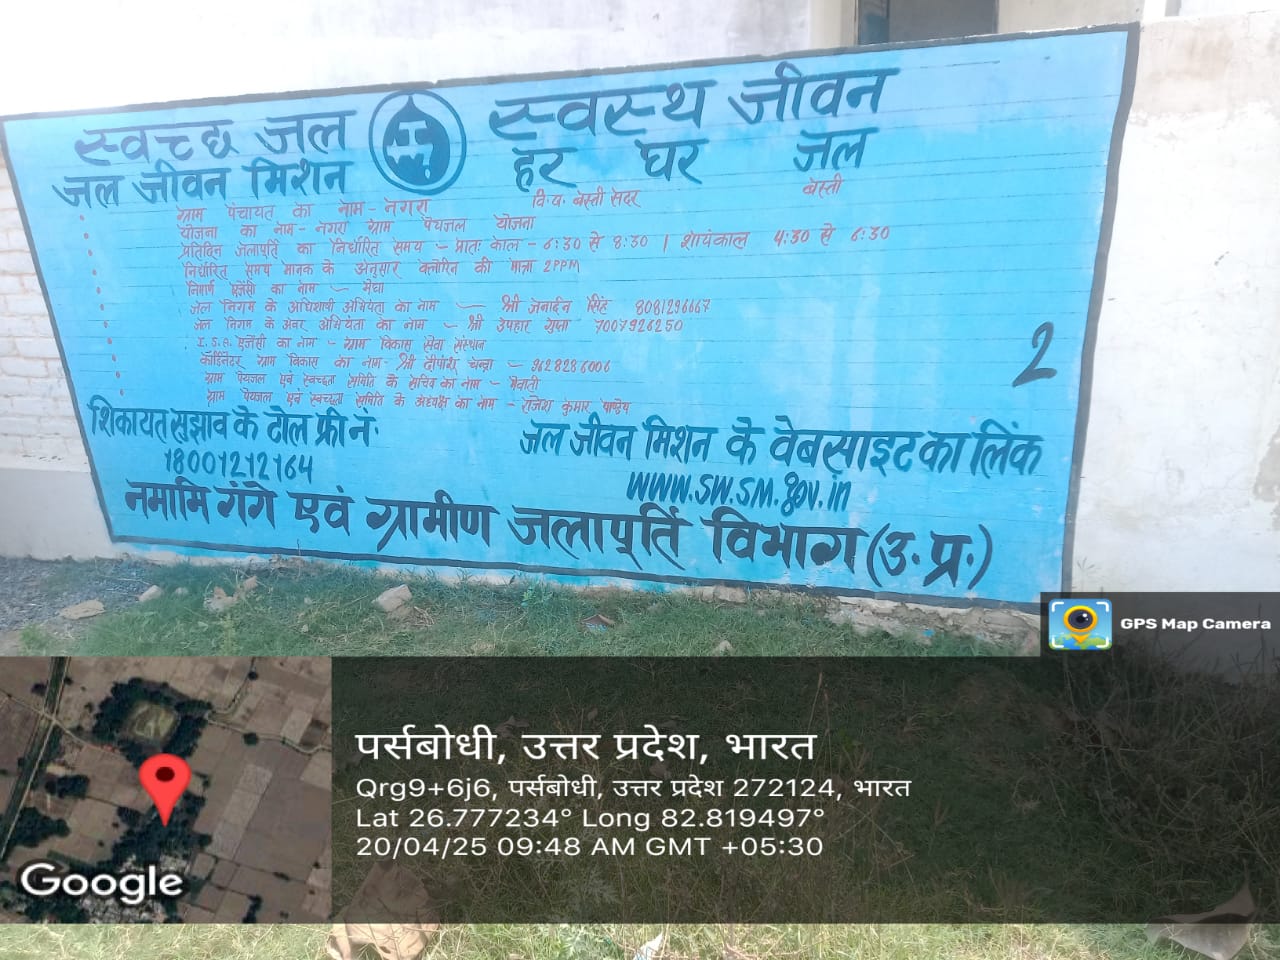 स्वच्छ जल स्वस्थ जीवन
जल जीवन मिशन हर घर जल
ग्राम पंचायत का नाम - नगरा वि.ख. बस्ती सदर बस्ती
योजना का नाम - नगरा ग्राम पेयजल योजना
प्रतिदिन जलापूर्ति का निर्धारित समय - प्रातः काल - 6:30 से 8:30 । शायंकाल 4:30 से 6:30
निर्धारित समय मानक के अनुसार क्लोरिन की मात्रा 2PPM
निर्माण एजेंसी का नाम - मेघा
जल निगम के अधिशाषी अभियंता का नाम - श्री जनार्दन सिंह 8081296667
जल निगम के अवर अभियंता का नाम - श्री उपहार गुप्ता 7007926250
I.S.A. एजेंसी का नाम - ग्राम विकास सेवा संस्थान
कॉर्डिनेटर ग्राम विकास का नाम - श्री दीपांशु चन्द्रा - 9628286006
ग्राम पेयजल एवं स्वच्छता समिति के सचिव का नाम - मेवाती
ग्राम पेयजल एवं स्वच्छता समिति के अध्यक्ष का नाम - राजेश कुमार पाण्डेय
2
शिकायत सुझाव के टोल फ्री नं:
18001212164
जल जीवन मिशन के वेबसाइट का लिंक
www.swsm.gov.in
नमामि गंगे एवं ग्रामीण जलापूर्ति विभाग (उ.प्र.)
GPS Map Camera
पर्सबोधी, उत्तर प्रदेश, भारत
Qrg9+6j6, पर्सबोधी, उत्तर प्रदेश 272124, भारत
Lat 26.777234° Long 82.819497°
20/04/25 09:48 AM GMT +05:30
Google